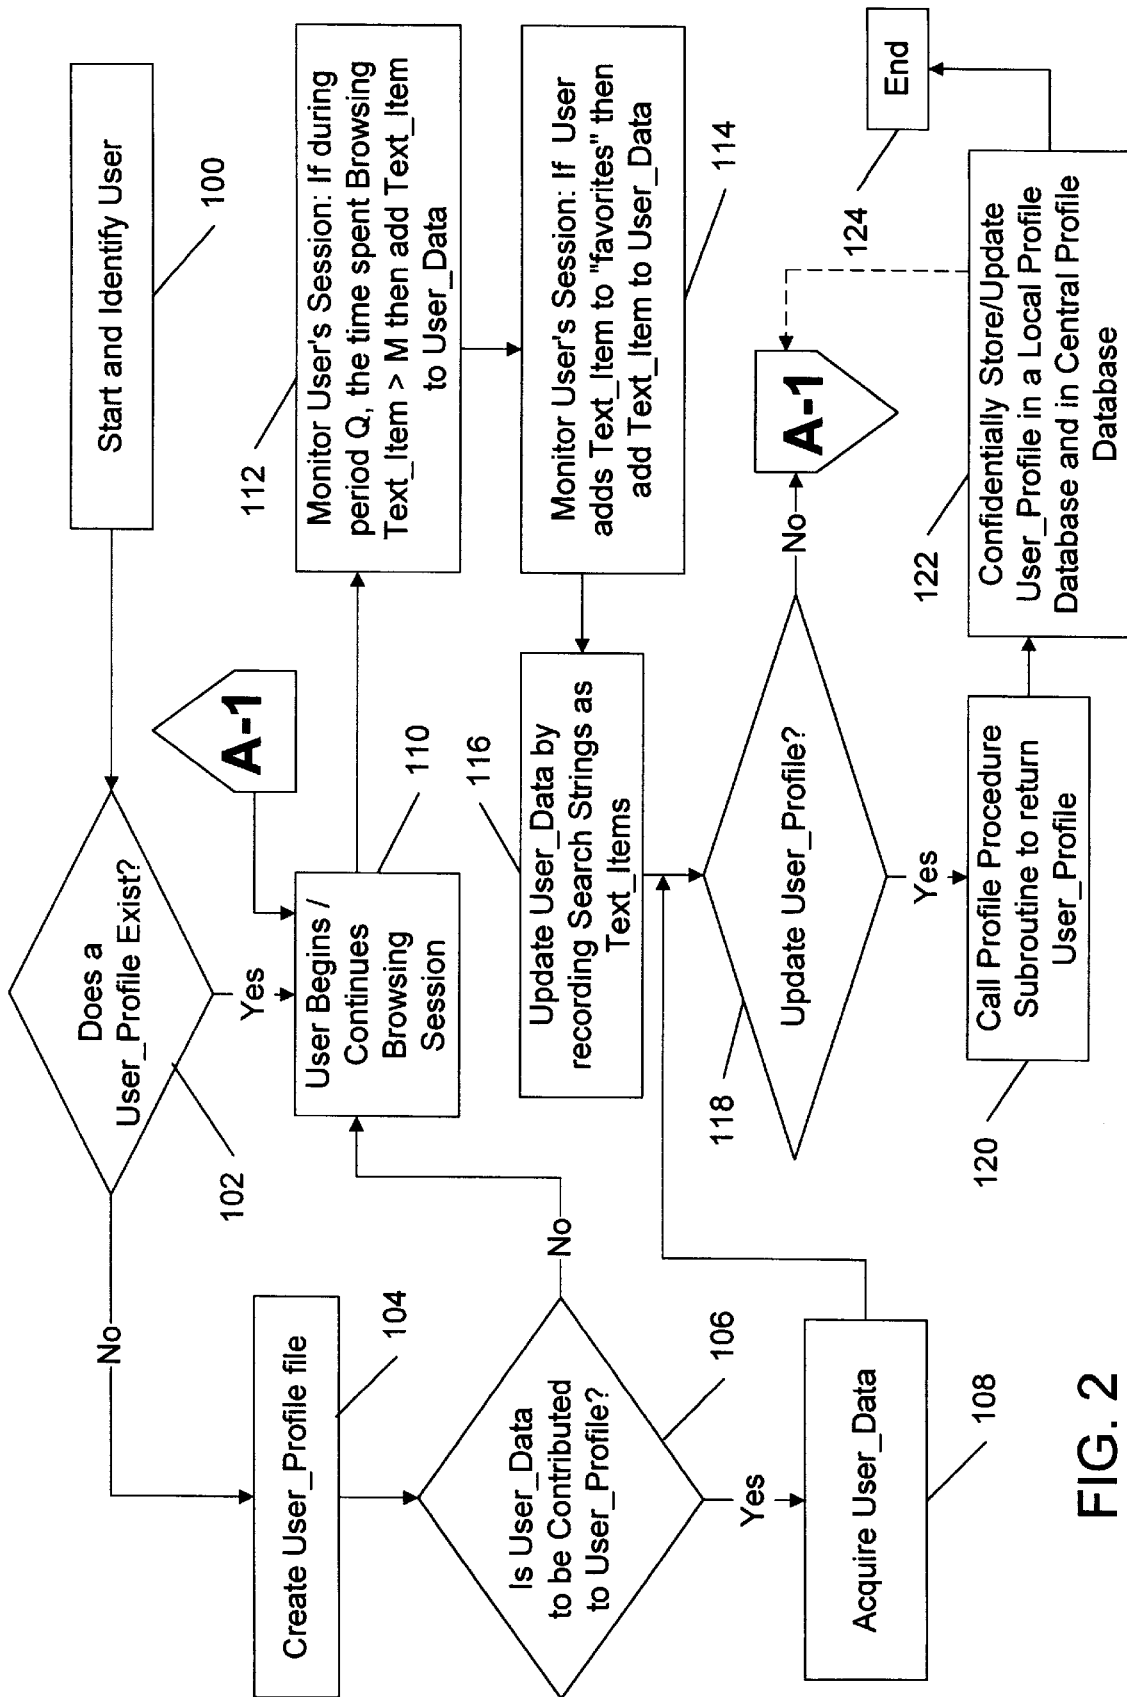 Start and Identify User
100
Does a
User_Profile Exist?
102
No
Yes
Create User_Profile file
104
Is User_Data
to be Contributed
to User_Profile?
106
No
Yes
Acquire User_Data
108
A-1
User Begins /
Continues
Browsing
Session
110
112
Monitor User's Session: If during
period Q, the time spent Browsing
Text_Item > M then add Text_Item
to User_Data
Monitor User's Session: If User
adds Text_Item to "favorites" then
add Text_Item to User_Data
114
116
Update User_Data by
recording Search Strings as
Text_Items
Update User_Profile?
118
No
A-1
Yes
Call Profile Procedure
Subroutine to return
User_Profile
120
122
Confidentially Store/Update
User_Profile in a Local Profile
Database and in Central Profile
Database
End
124
FIG. 2